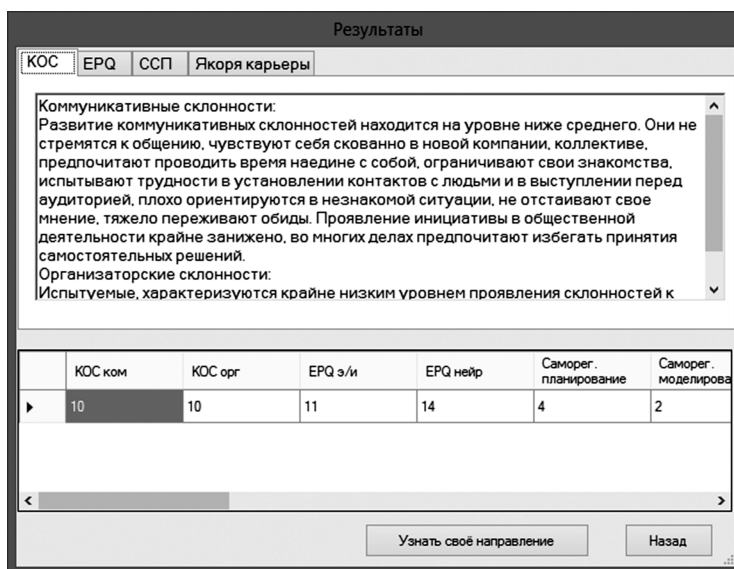 Результаты
КОС EPQ ССП Якоря карьеры
Коммуникативные склонности:
Развитие коммуникативных склонностей находится на уровне ниже среднего. Они не
стремятся к общению, чувствуют себя скованно в новой компании, коллективе,
предпочитают проводить время наедине с собой, ограничивают свои знакомства,
испытывают трудности в установлении контактов с людьми и в выступлении перед
аудиторией, плохо ориентируются в незнакомой ситуации, не отстаивают свое
мнение, тяжело переживают обиды. Проявление инициативы в общественной
деятельности крайне занижено, во многих делах предпочитают избегать принятия
самостоятельных решений.
Организаторские склонности:
Испытуемые, характеризуются крайне низким уровнем проявления склонностей к
КОС ком КОС орг EPQ э/и EPQ нейр Саморег. Саморег.
планирование моделирова
10 10 11 14 4 2
Узнать своё направление Назад